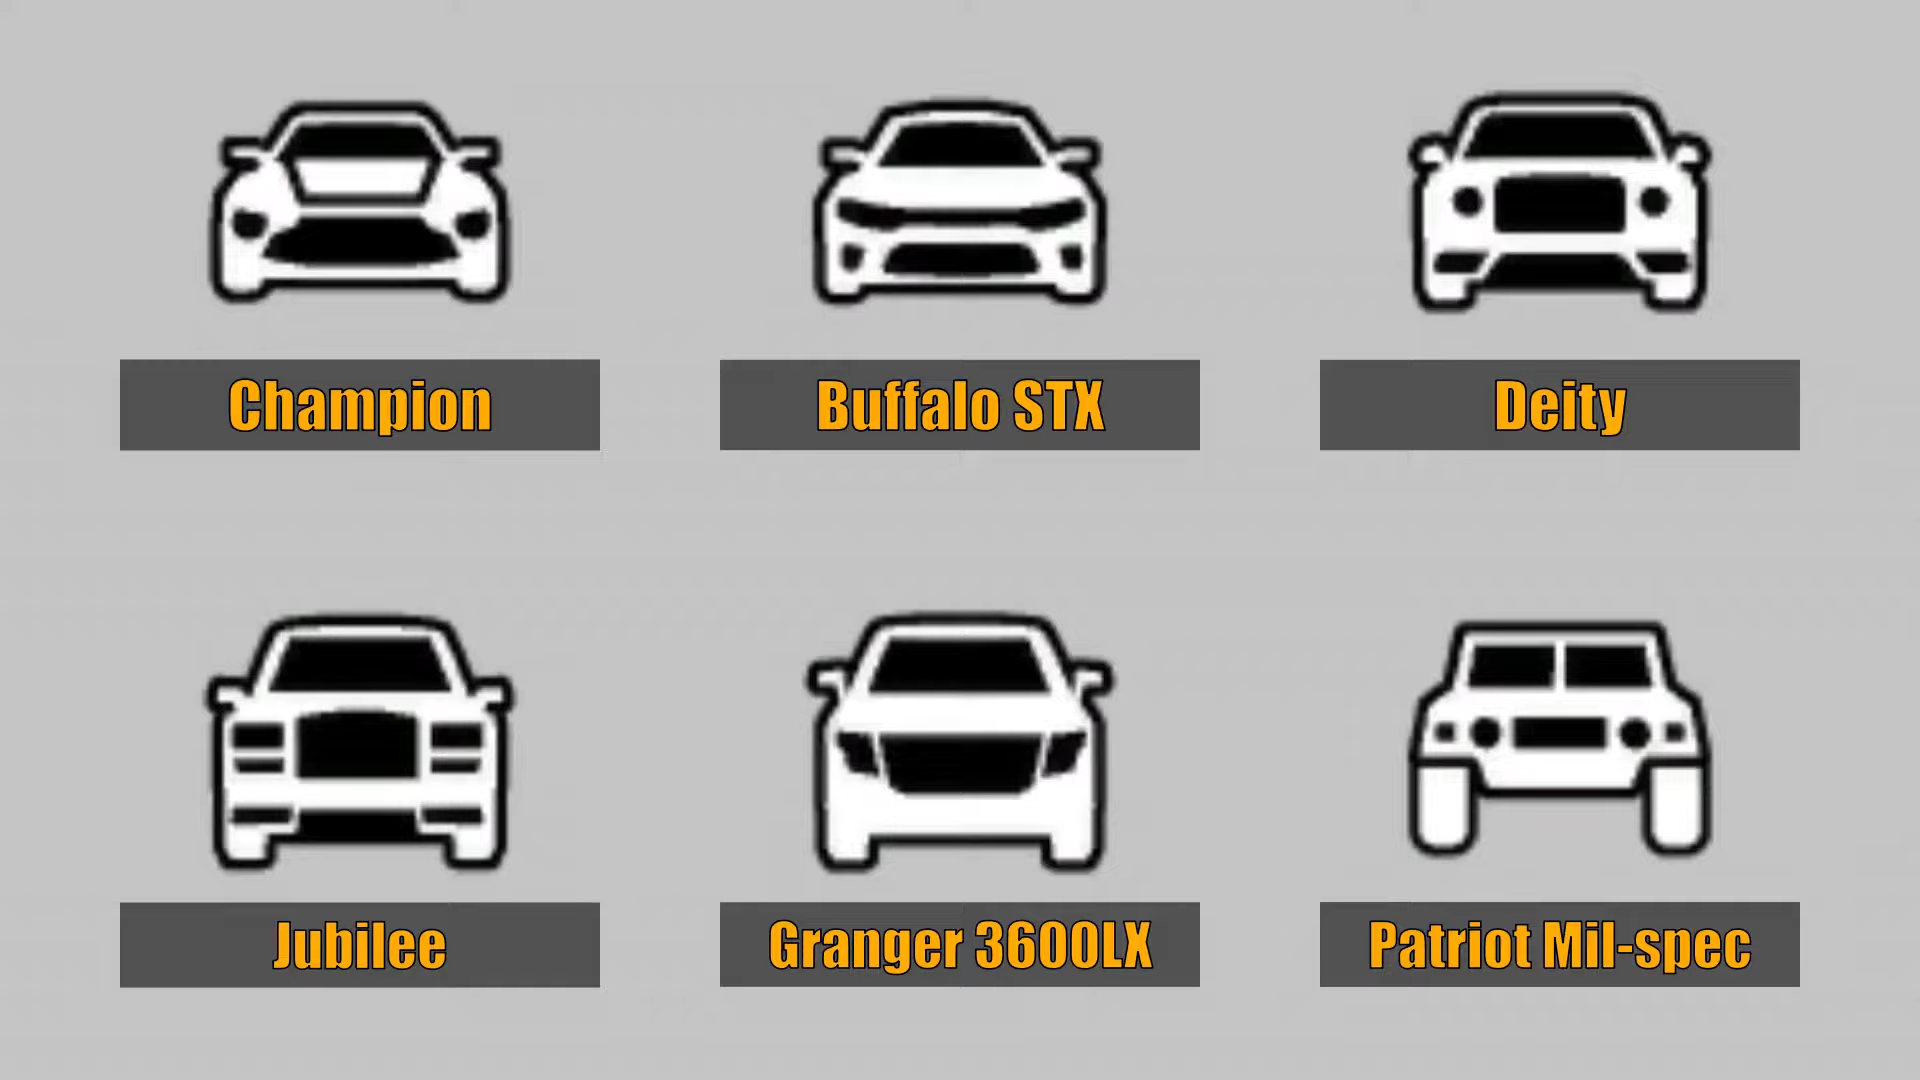 Champion
Buffalo STX
Deity
Jubilee
Granger 3600LX
Patriot Mil-spec